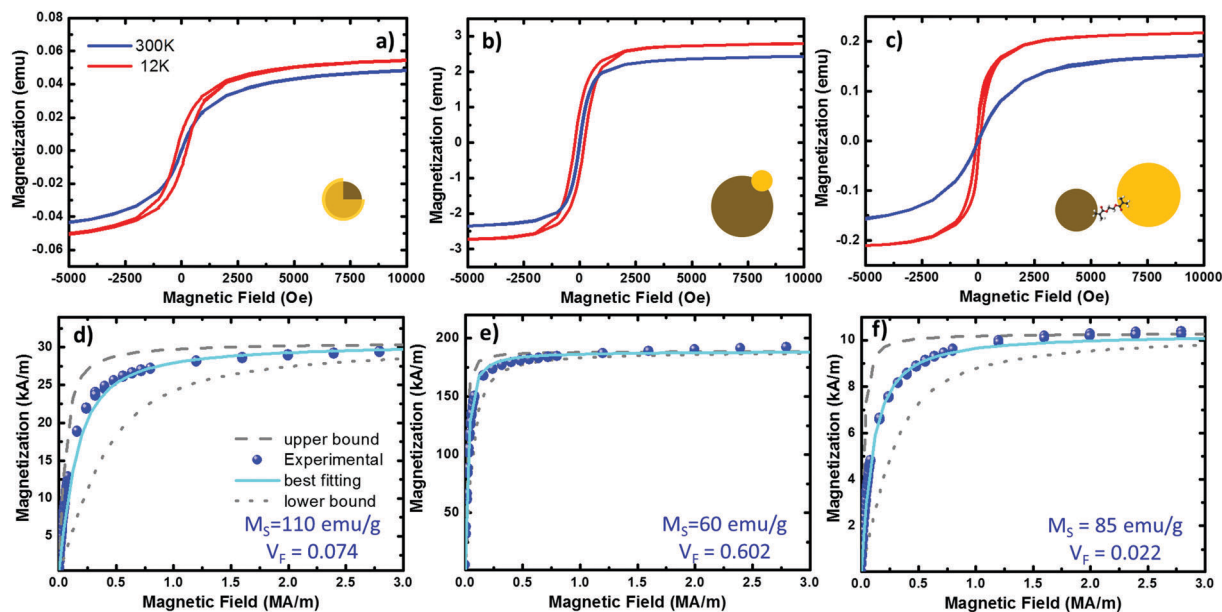 0.08
0.06
0.04
0.02
0.00
-0.02
-0.04
-0.06
Magnetization (emu)
300K
12K
a)
-5000 -2500 0 2500 5000 7500 10000
Magnetic Field (Oe)
3
2
1
0
-1
-2
-3
Magnetization (emu)
b)
-5000 -2500 0 2500 5000 7500 10000
Magnetic Field (Oe)
0.2
0.1
0.0
-0.1
-0.2
Magnetization (emu)
c)
-5000 -2500 0 2500 5000 7500 10000
Magnetic Field (Oe)
35
30
25
20
15
10
5
Magnetization (kA/m)
d)
upper bound
Experimental
best fitting
lower bound
MS=110 emu/g
VF = 0.074
0.0 0.5 1.0 1.5 2.0 2.5 3.0
Magnetic Field (MA/m)
200
150
100
50
Magnetization (kA/m)
e)
MS=60 emu/g
VF = 0.602
0.0 0.5 1.0 1.5 2.0 2.5 3.0
Magnetic Field (MA/m)
10
8
6
4
2
0
Magnetization (kA/m)
f)
MS = 85 emu/g
VF = 0.022
0.0 0.5 1.0 1.5 2.0 2.5 3.0
Magnetic Field (MA/m)